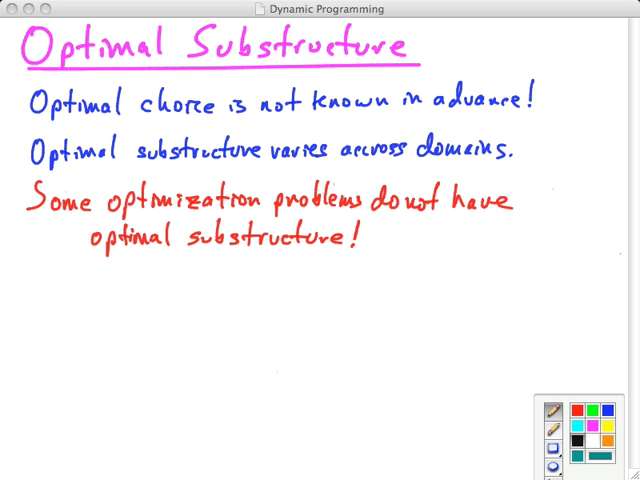 Dynamic Programming
Optimal Substructure
Optimal choice is not known in advance!
Optimal substructure varies accross domains.
Some optimization problems do not have
optimal substructure!